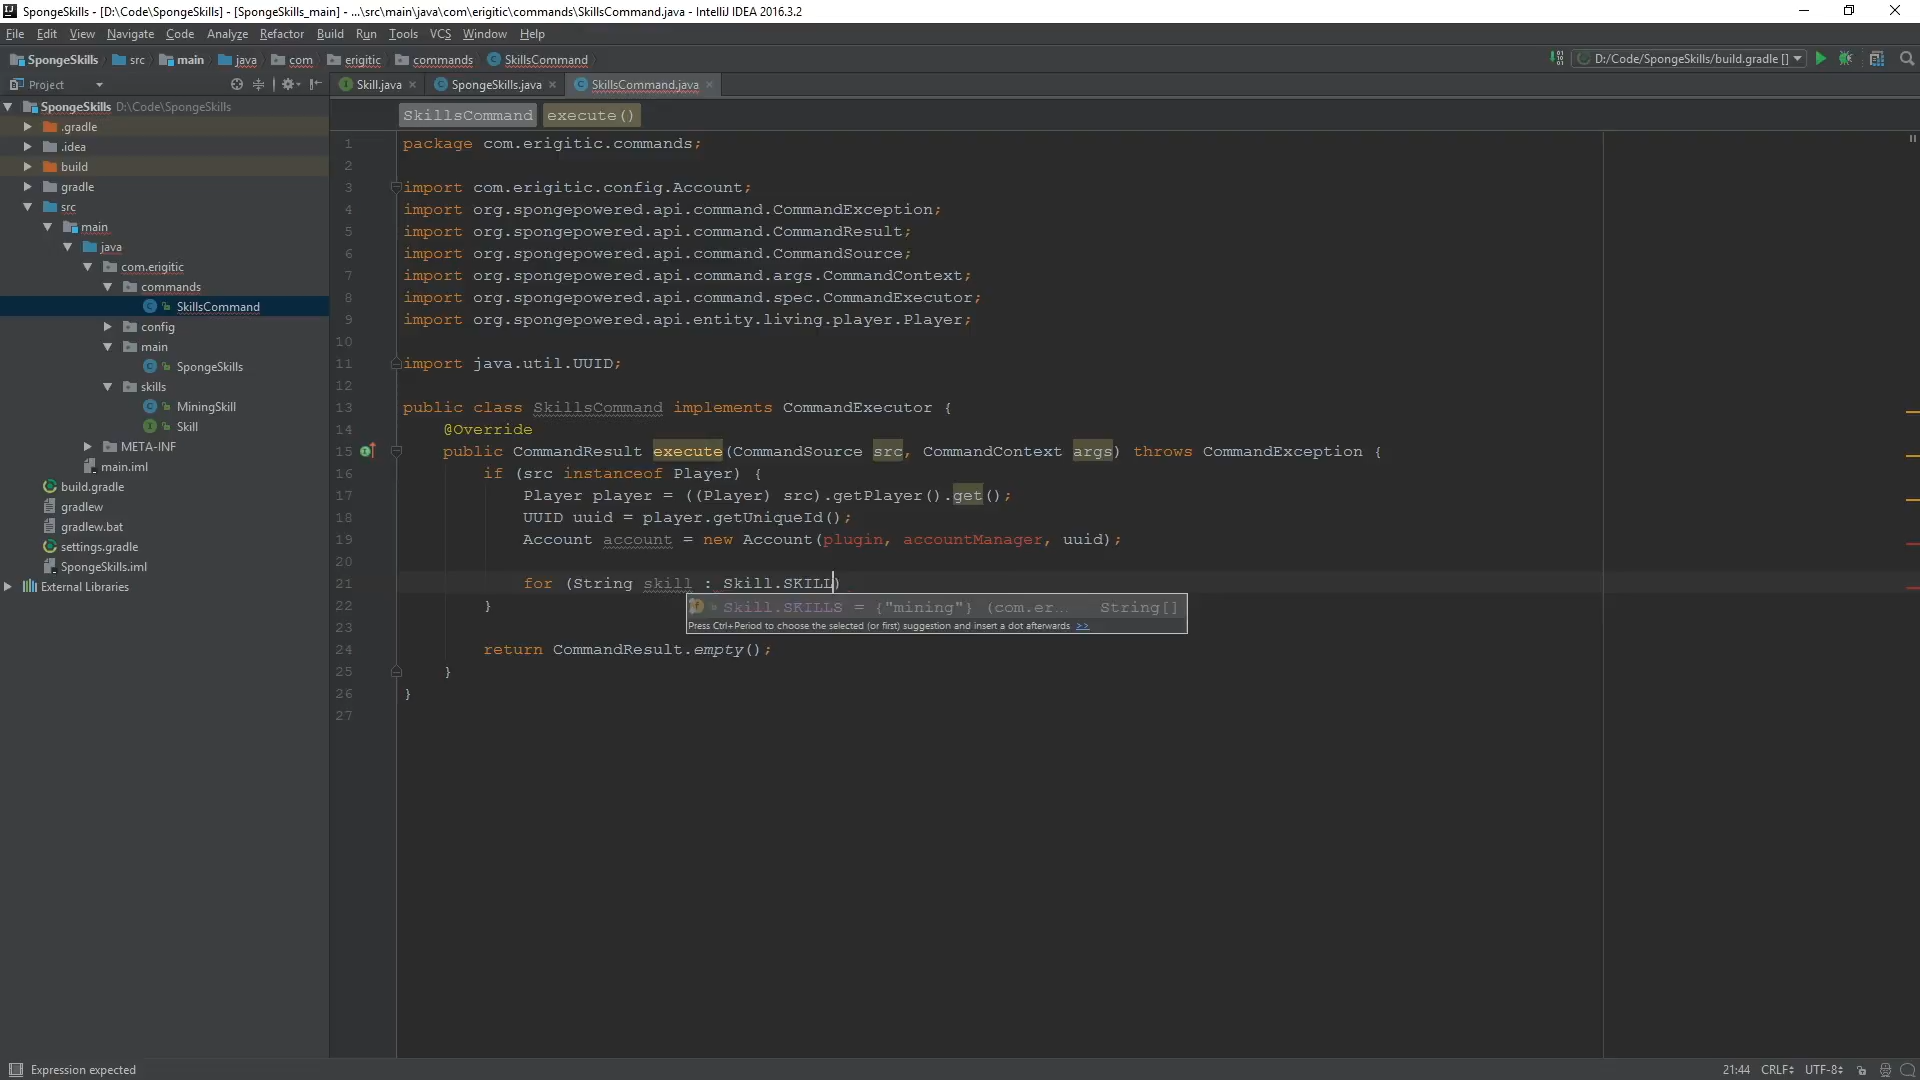 SpongeSkills - [D:\Code\SpongeSkills] - [SpongeSkills_main] - ...\src\main\java\com\erigitic\commands\SkillsCommand.java - IntelliJ IDEA 2016.3.2
File Edit View Navigate Code Analyze Refactor Build Run Tools VCS Window Help
SpongeSkills src main java com erigitic commands SkillsCommand D:/Code/SpongeSkills/build.gradle []
Project Skill.java SpongeSkills.java SkillsCommand.java
SpongeSkills D:\Code\SpongeSkills
.gradle
.idea
build
gradle
src
main
java
com.erigitic
commands
SkillsCommand
config
main
SpongeSkills
skills
MiningSkill
Skill
META-INF
main.iml
build.gradle
gradlew
gradlew.bat
settings.gradle
SpongeSkills.iml
External Libraries
SkillsCommand execute()
1 package com.erigitic.commands;
2
3 import com.erigitic.config.Account;
4 import org.spongepowered.api.command.CommandException;
5 import org.spongepowered.api.command.CommandResult;
6 import org.spongepowered.api.command.CommandSource;
7 import org.spongepowered.api.command.args.CommandContext;
8 import org.spongepowered.api.command.spec.CommandExecutor;
9 import org.spongepowered.api.entity.living.player.Player;
10
11 import java.util.UUID;
12
13 public class SkillsCommand implements CommandExecutor {
14 @Override
15 public CommandResult execute(CommandSource src, CommandContext args) throws CommandException {
16 if (src instanceof Player) {
17 Player player = ((Player) src).getPlayer().get();
18 UUID uuid = player.getUniqueId();
19 Account account = new Account(plugin, accountManager, uuid);
20
21 for (String skill : Skill.SKILL)
22 }
Skill.SKILLS = {"mining"} (com.er... String[]
Press Ctrl+Period to choose the selected (or first) suggestion and insert a dot afterwards >>
23
24 return CommandResult.empty();
25 }
26 }
27
Expression expected 21:44 CRLF UTF-8